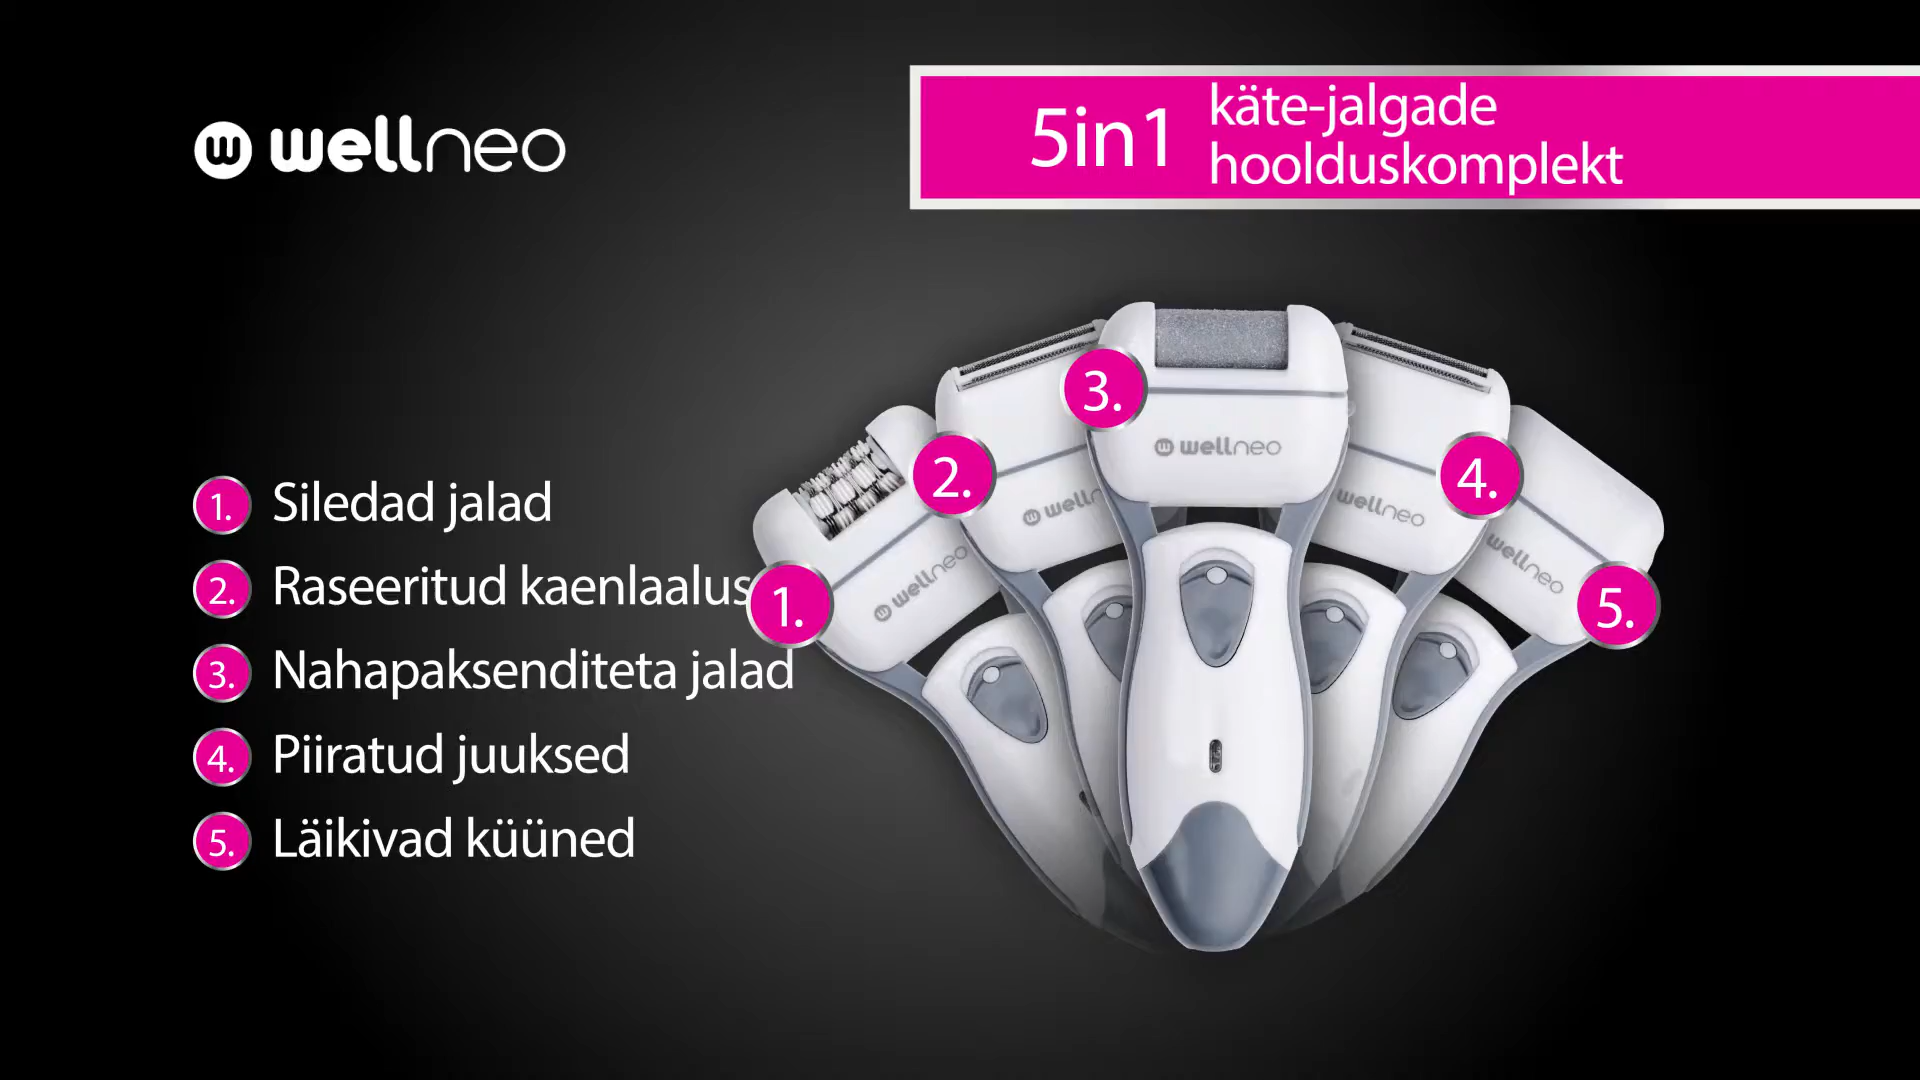 wellneo
5in1
käte-jalgade
hoolduskomplekt
1. Siledad jalad
2. Raseeritud kaenlaalus
3. Nahapaksenditeta jalad
4. Piiratud juuksed
5. Läikivad küüned
1.
2.
3.
4.
5.
wellneo
well
wellneo
wellneo
wellneo